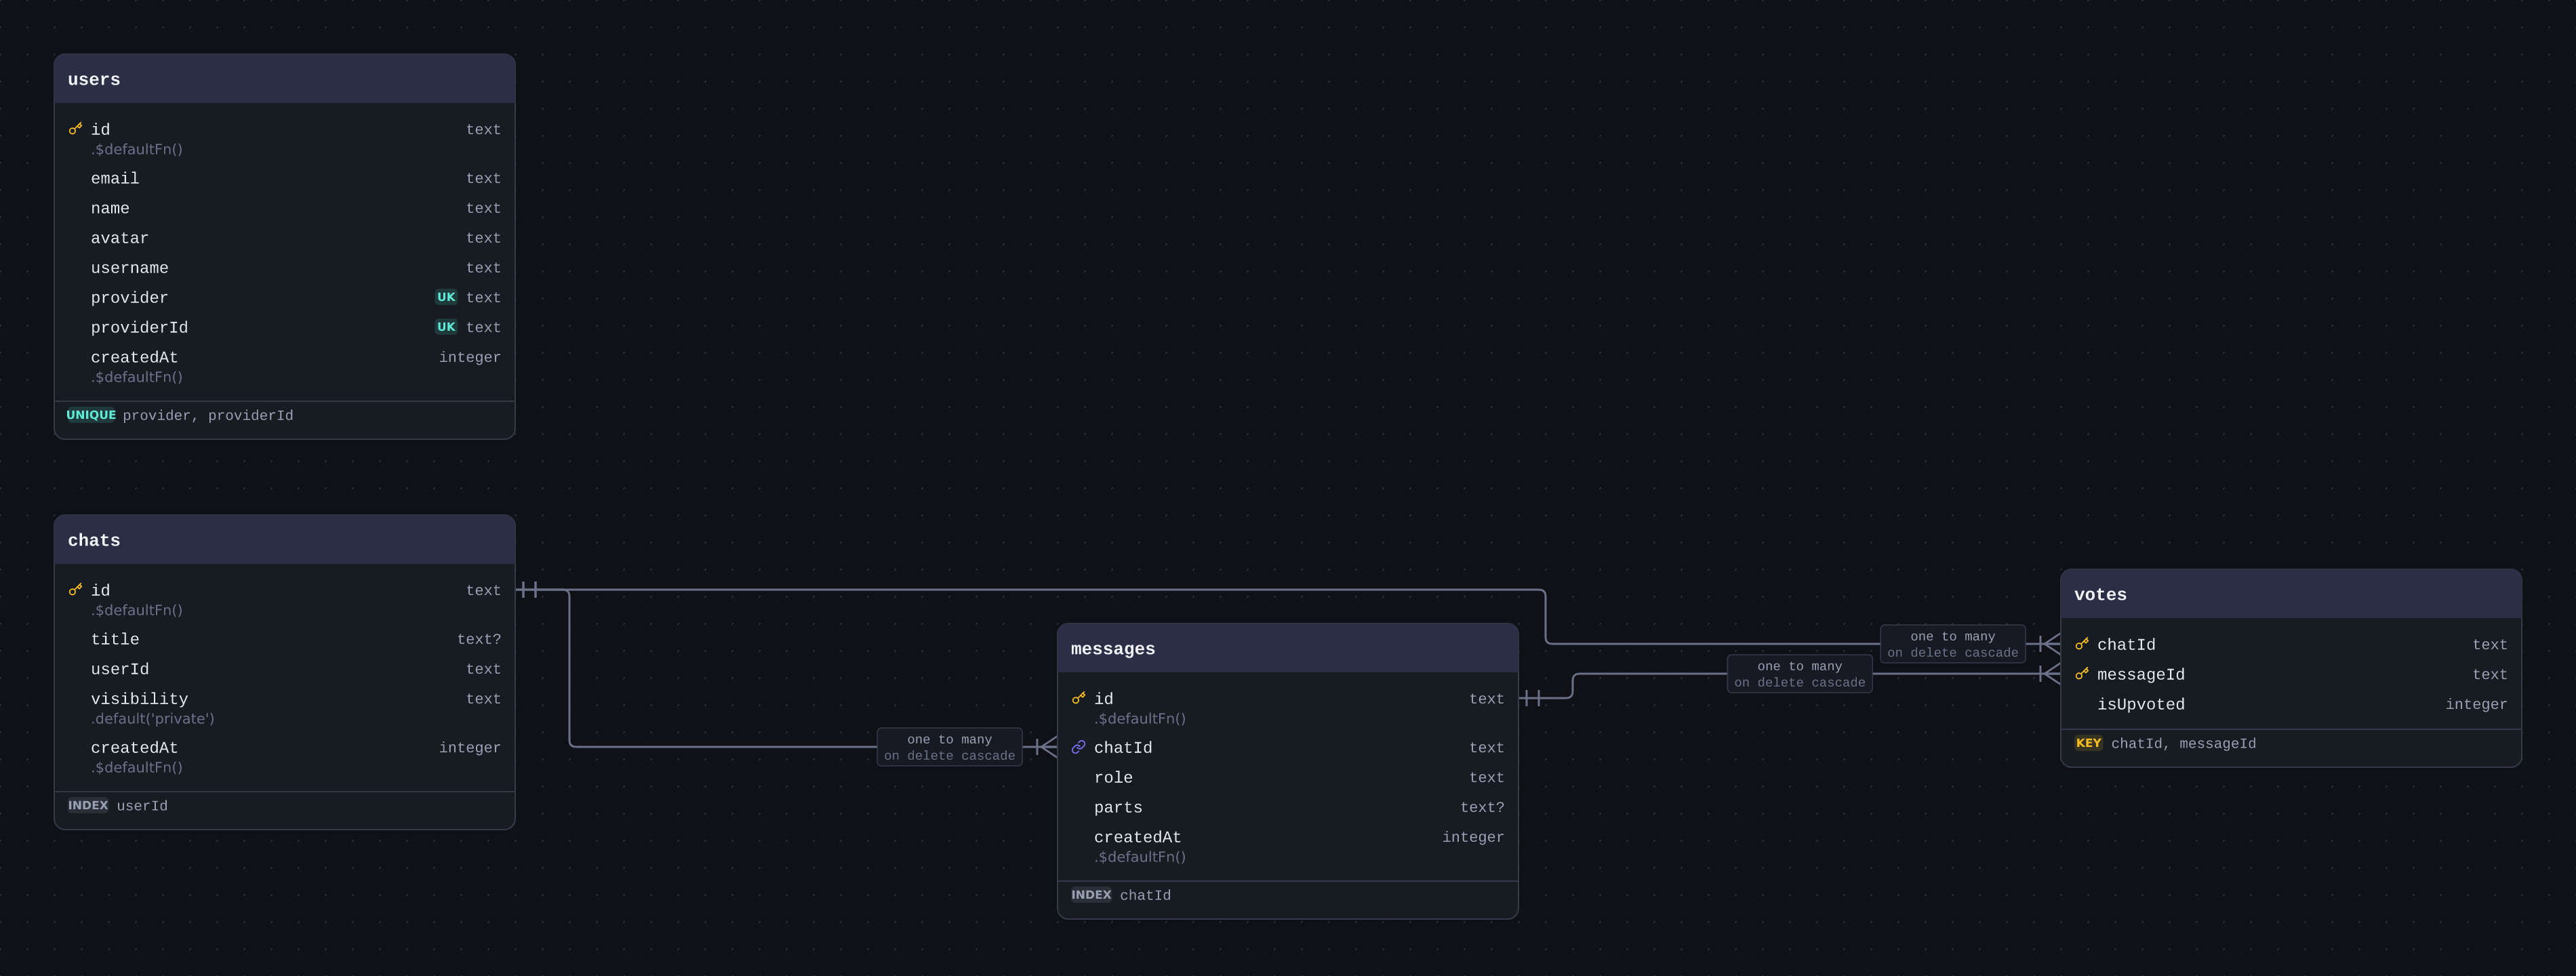 users
id text
.$defaultFn()
email text
name text
avatar text
username text
provider UK text
providerId UK text
createdAt integer
.$defaultFn()
UNIQUE provider, providerId
chats
id text
.$defaultFn()
title text?
userId text
visibility text
.default('private')
createdAt integer
.$defaultFn()
INDEX userId
one to many
on delete cascade
messages
id text
.$defaultFn()
chatId text
role text
parts text?
createdAt integer
.$defaultFn()
INDEX chatId
one to many
on delete cascade
one to many
on delete cascade
votes
chatId text
messageId text
isUpvoted integer
KEY chatId, messageId